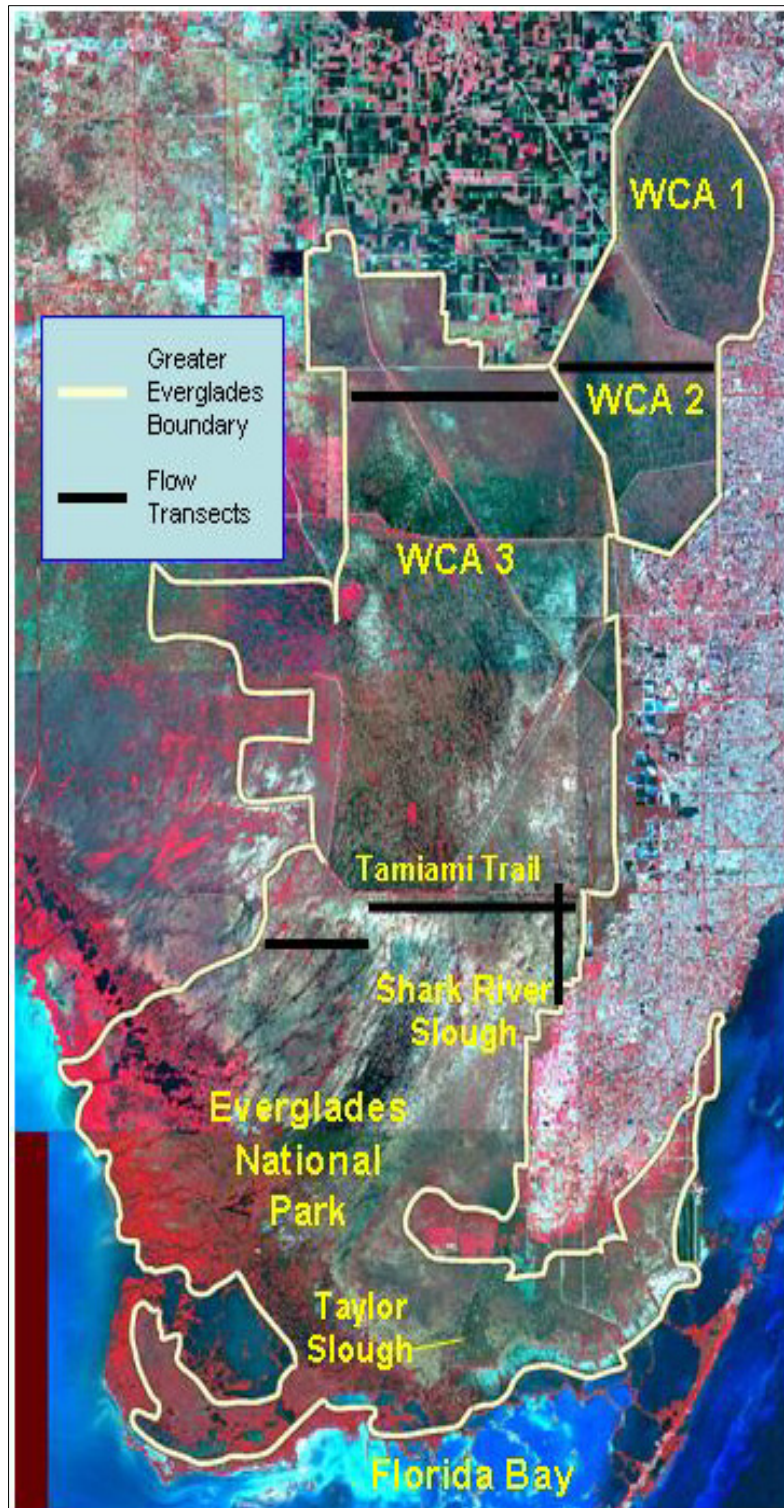 WCA 1
Greater
Everglades
Boundary
Flow
Transects
WCA 2
WCA 3
Tamiami Trail
Shark River
Slough
Everglades
National
Park
Taylor
Slough
Florida Bay